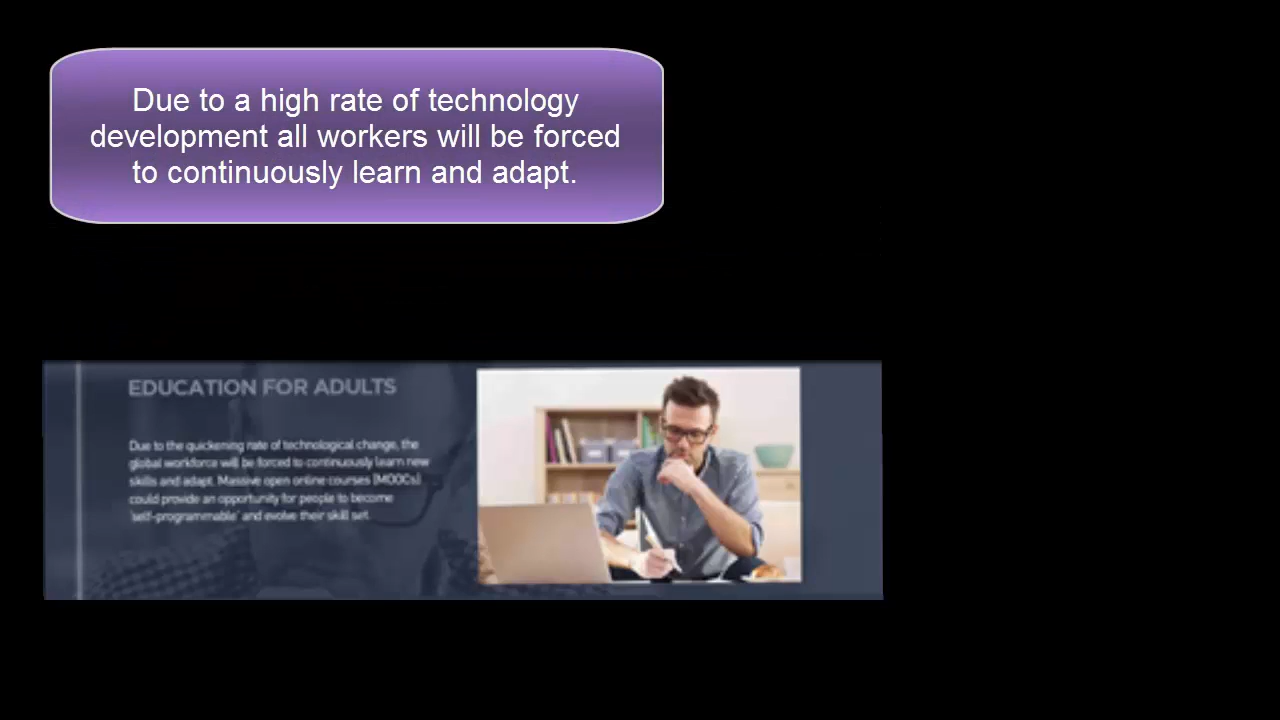 Due to a high rate of technology
development all workers will be forced
to continuously learn and adapt.
EDUCATION FOR ADULTS
Due to the quickening rate of technological change, the
global workforce will be forced to continuously learn new
skills and adapt. Massive open online courses (MOOCs)
could provide an opportunity for people to become
'self-programmable' and evolve their skill set.